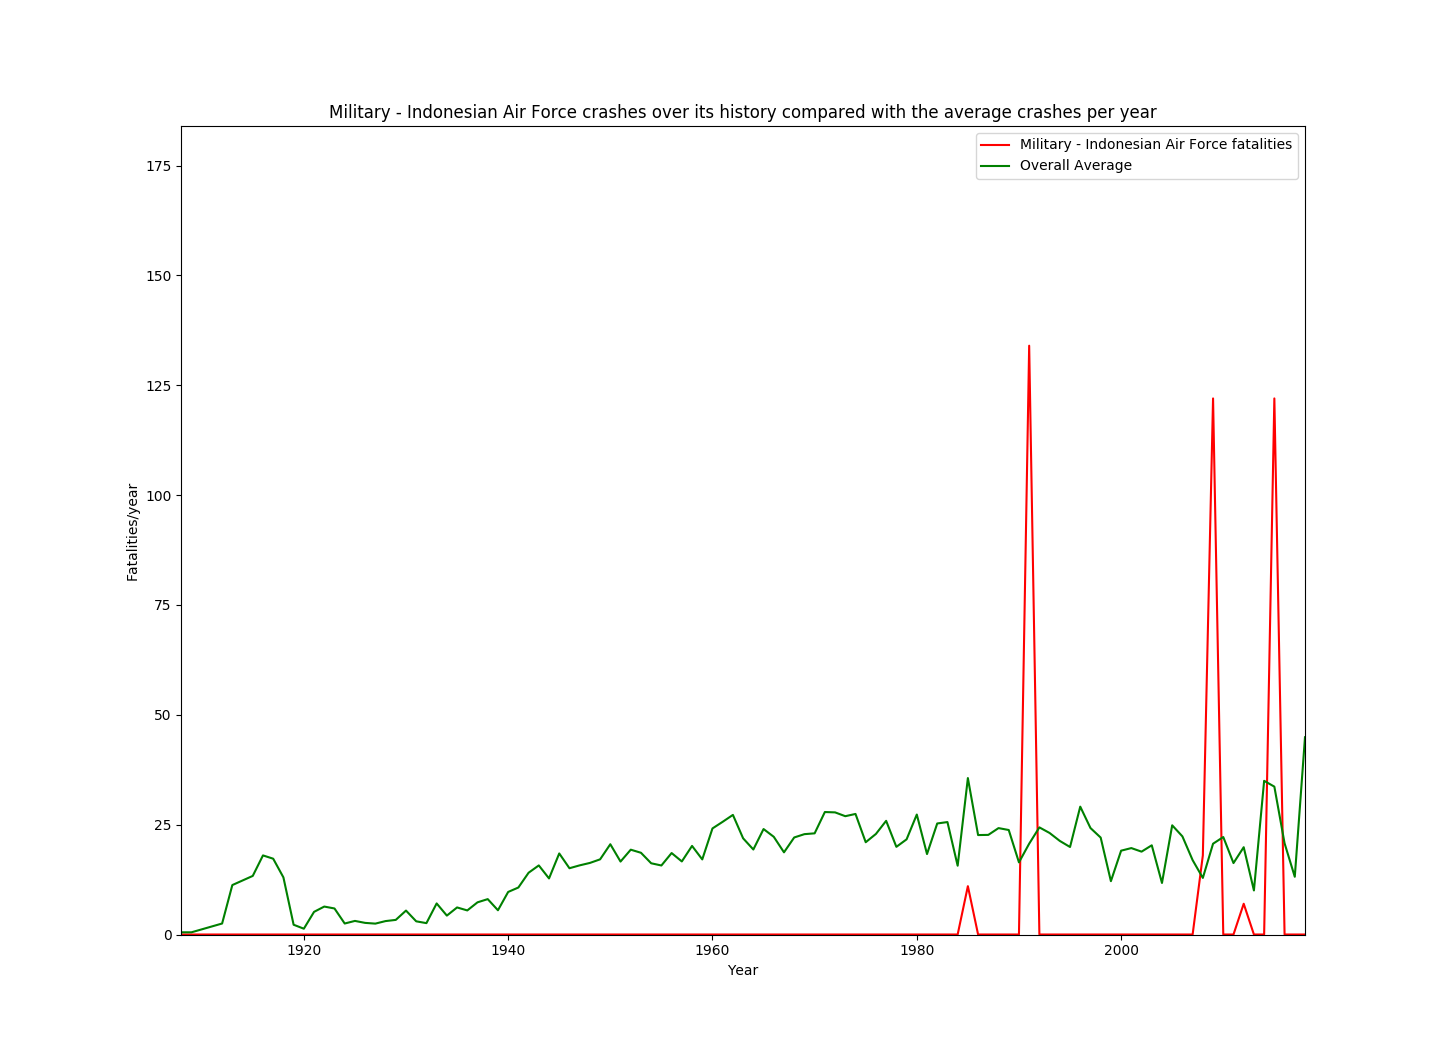 Military - Indonesian Air Force crashes over its history compared with the average crashes per year
Military - Indonesian Air Force fatalities
Overall Average
175
150
125
100
75
50
25
0
Fatalities/year
1920
1940
1960
1980
2000
Year